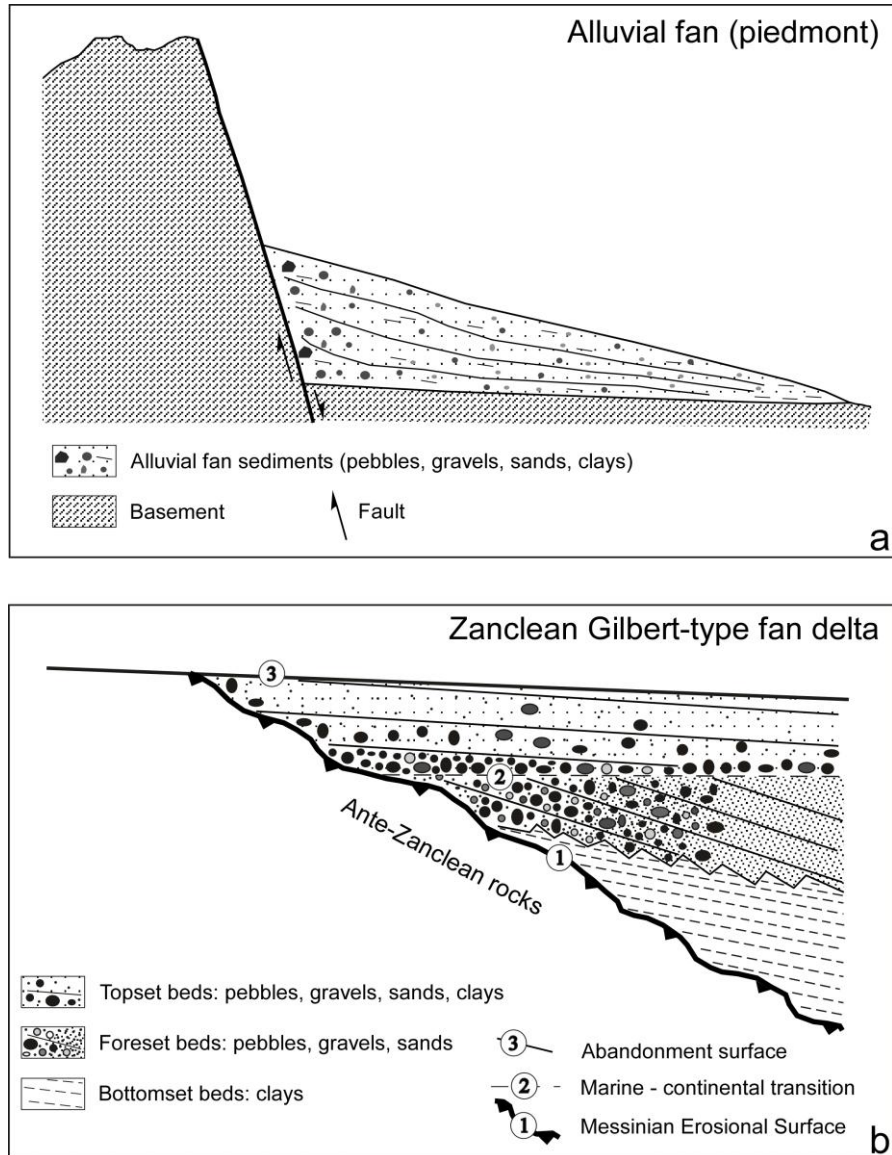 Alluvial fan (piedmont)
Alluvial fan sediments (pebbles, gravels, sands, clays)
Basement
Fault
a
Zanclean Gilbert-type fan delta
3
2
1
Ante-Zanclean rocks
Topset beds: pebbles, gravels, sands, clays
Foreset beds: pebbles, gravels, sands
Bottomset beds: clays
3 Abandonment surface
2 Marine - continental transition
1 Messinian Erosional Surface
b